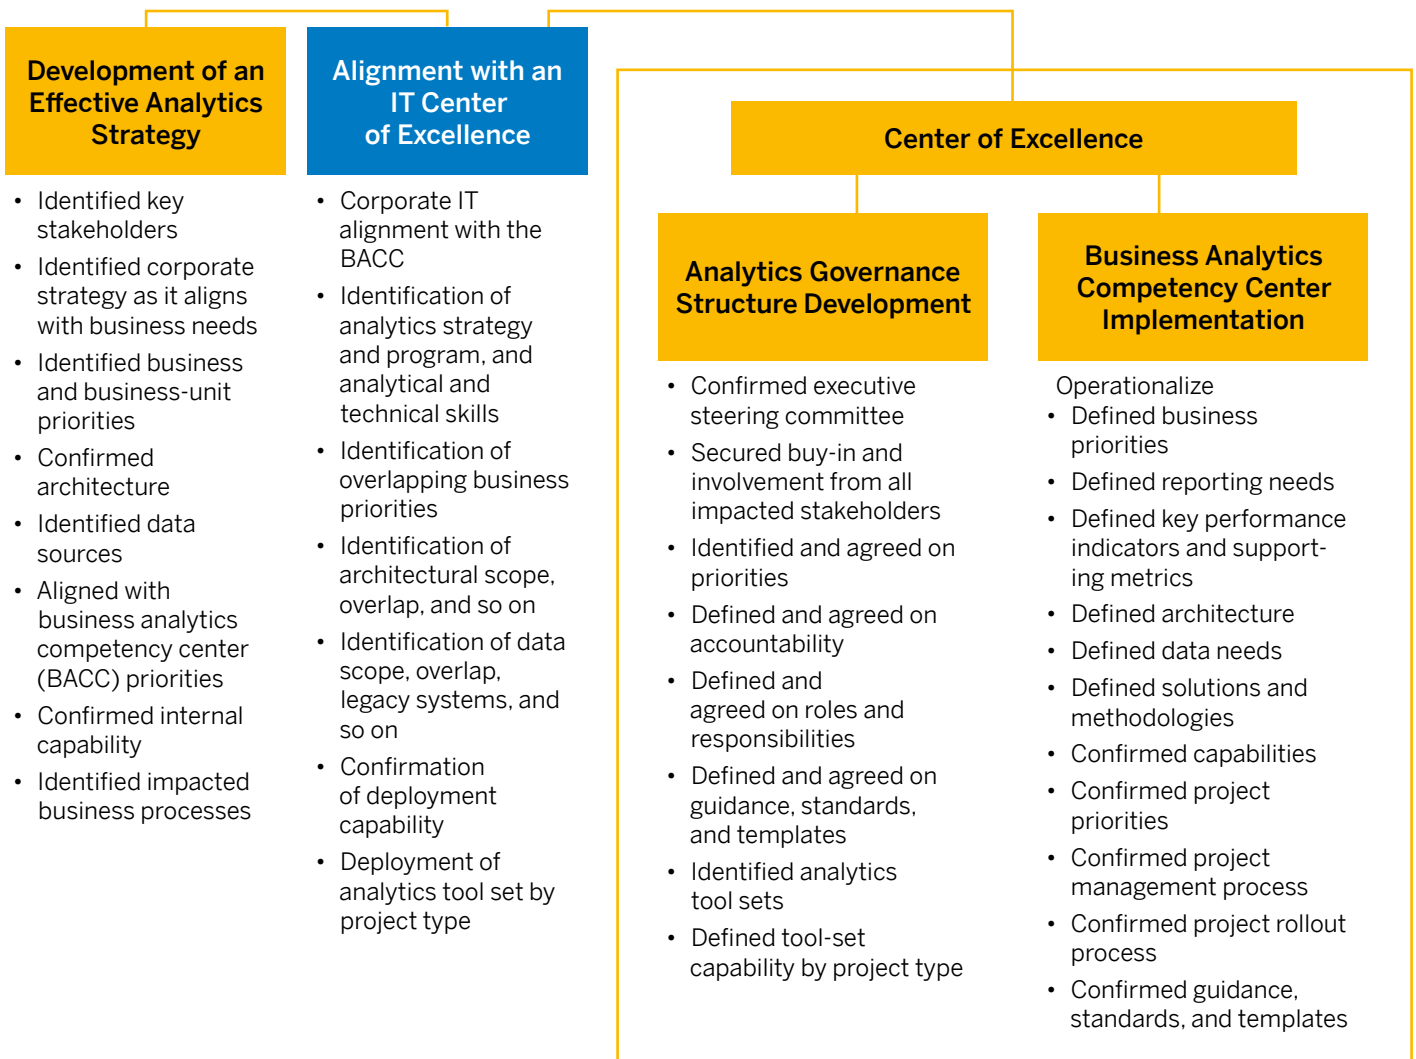 Development of an
Effective Analytics
Strategy
• Identified key
stakeholders
• Identified corporate
strategy as it aligns
with business needs
• Identified business
and business-unit
priorities
• Confirmed
architecture
• Identified data
sources
• Aligned with
business analytics
competency center
(BACC) priorities
• Confirmed internal
capability
• Identified impacted
business processes
Alignment with an
IT Center
of Excellence
• Corporate IT
alignment with the
BACC
• Identification of
analytics strategy
and program, and
analytical and
technical skills
• Identification of
overlapping business
priorities
• Identification of
architectural scope,
overlap, and so on
• Identification of data
scope, overlap,
legacy systems, and
so on
• Confirmation
of deployment
capability
• Deployment of
analytics tool set by
project type
Center of Excellence
Analytics Governance
Structure Development
• Confirmed executive
steering committee
• Secured buy-in and
involvement from all
impacted stakeholders
• Identified and agreed on
priorities
• Defined and agreed on
accountability
• Defined and
agreed on roles and
responsibilities
• Defined and agreed on
guidance, standards,
and templates
• Identified analytics
tool sets
• Defined tool-set
capability by project type
Business Analytics
Competency Center
Implementation
Operationalize
• Defined business
priorities
• Defined reporting needs
• Defined key performance
indicators and support-
ing metrics
• Defined architecture
• Defined data needs
• Defined solutions and
methodologies
• Confirmed capabilities
• Confirmed project
priorities
• Confirmed project
management process
• Confirmed project rollout
process
• Confirmed guidance,
standards, and templates